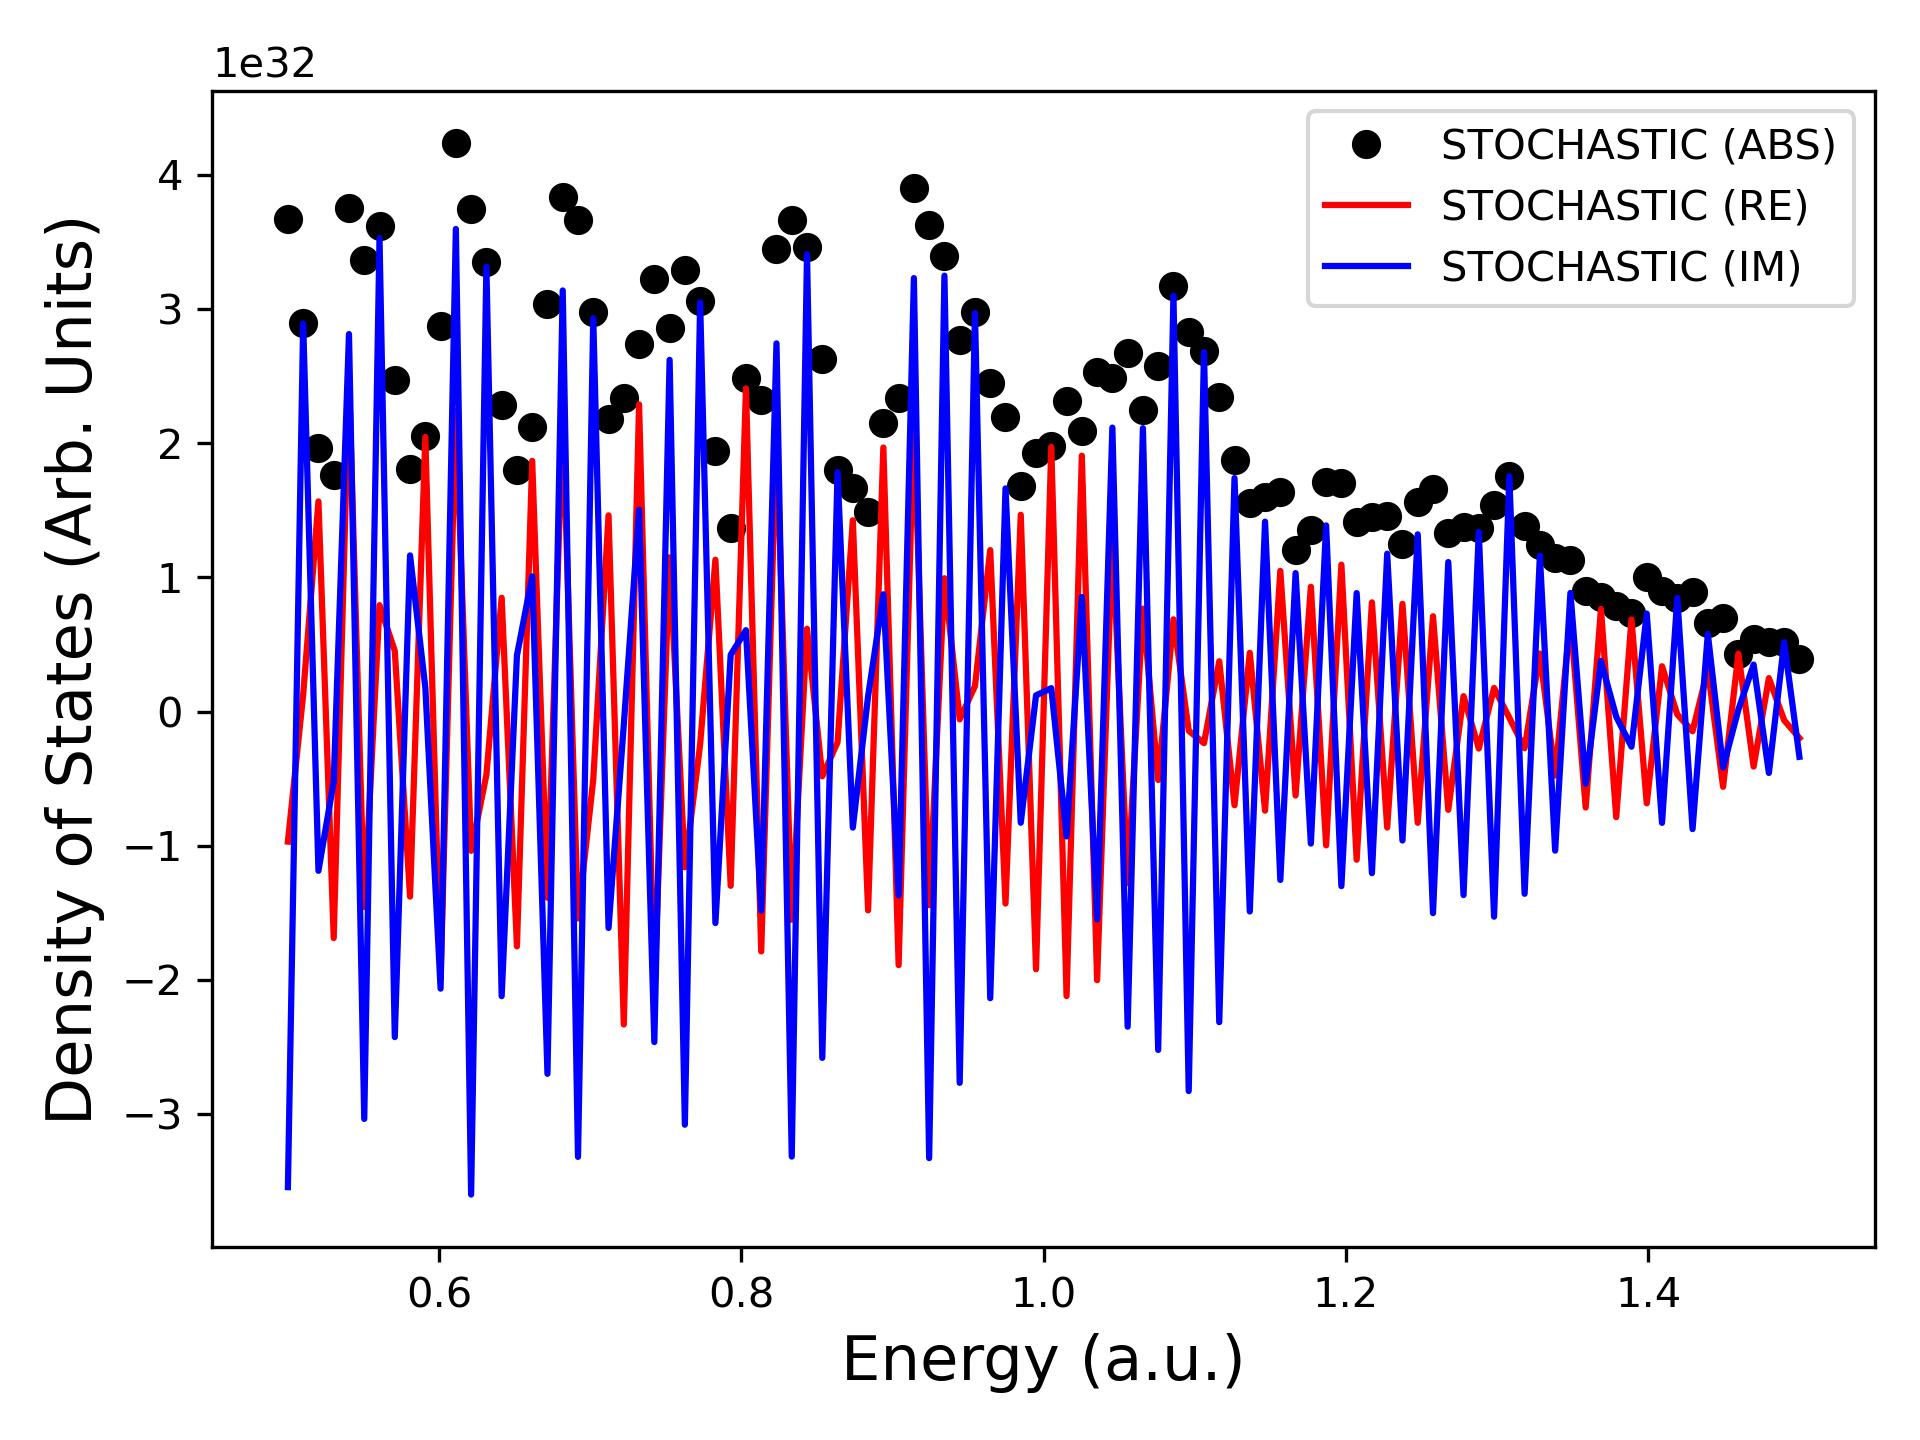 1e32
STOCHASTIC (ABS)
STOCHASTIC (RE)
STOCHASTIC (IM)
Density of States (Arb. Units)
4
3
2
1
0
−1
−2
−3
0.6 0.8 1.0 1.2 1.4
Energy (a.u.)